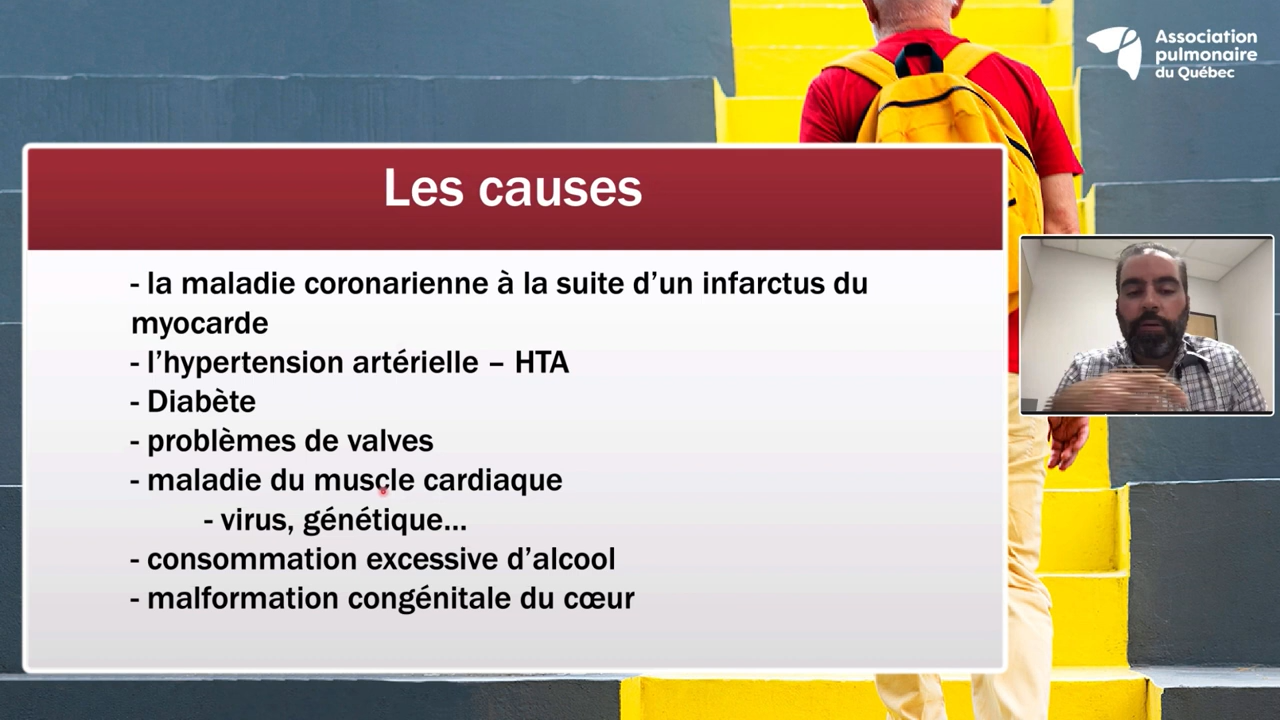 Association
pulmonaire
du Québec
Les causes
- la maladie coronarienne à la suite d’un infarctus du
myocarde
- l’hypertension artérielle – HTA
- Diabète
- problèmes de valves
- maladie du muscle cardiaque
- virus, génétique...
- consommation excessive d’alcool
- malformation congénitale du cœur